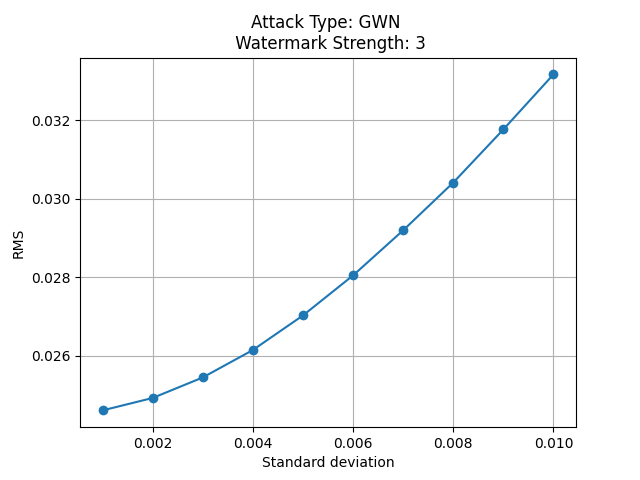 Attack Type: GWN
Watermark Strength: 3
0.032
0.030
0.028
0.026
RMS
0.002 0.004 0.006 0.008 0.010
Standard deviation